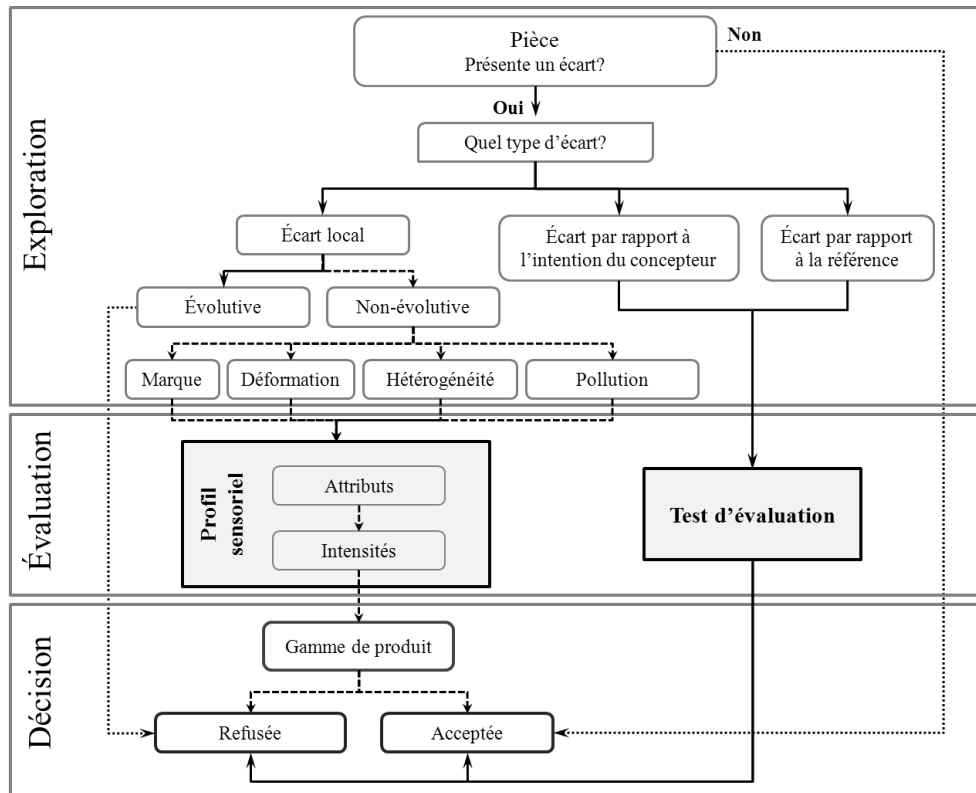 Exploration
Pièce
Présente un écart?
Non
Oui
Quel type d'écart?
Écart local
Écart par rapport à
l'intention du concepteur
Écart par rapport
à la référence
Évolutive
Non-évolutive
Marque
Déformation
Hétérogénéité
Pollution
Évaluation
Profil
sensoriel
Attributs
Intensités
Test d'évaluation
Décision
Gamme de produit
Refusée
Acceptée